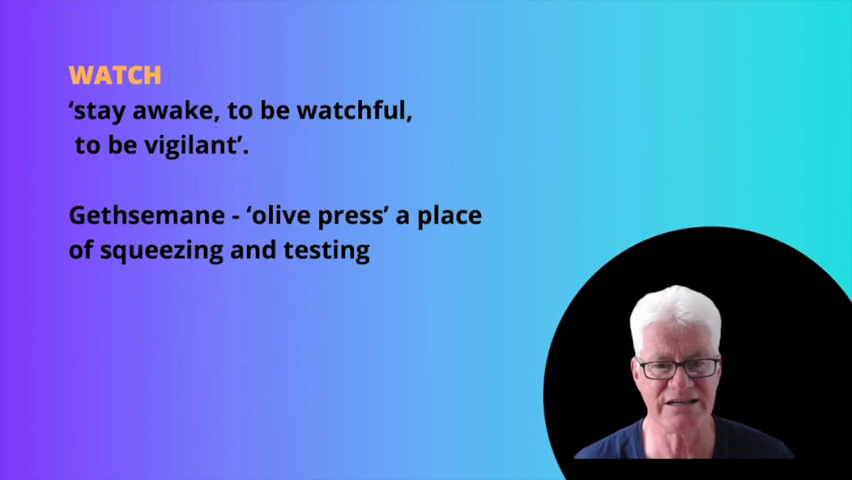 WATCH
‘stay awake, to be watchful,
to be vigilant’.
Gethsemane - ‘olive press’ a place
of squeezing and testing